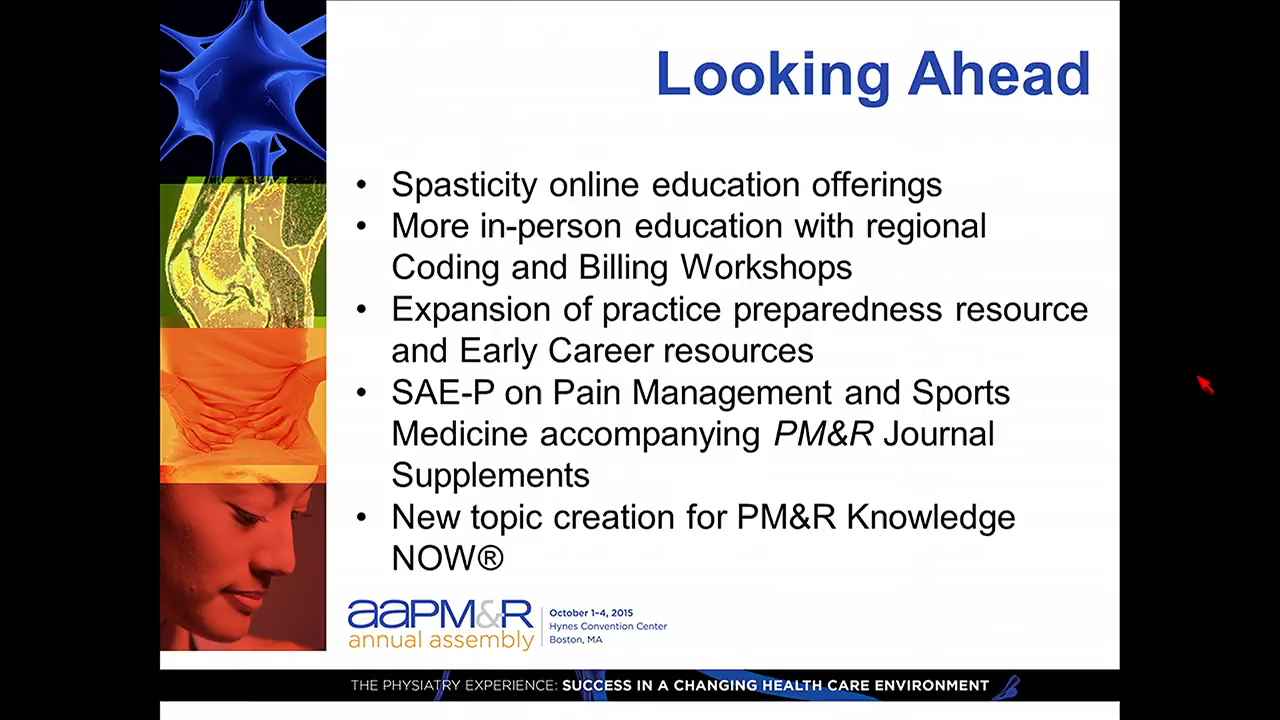 Looking Ahead
• Spasticity online education offerings
• More in-person education with regional
Coding and Billing Workshops
• Expansion of practice preparedness resource
and Early Career resources
• SAE-P on Pain Management and Sports
Medicine accompanying PM&R Journal
Supplements
• New topic creation for PM&R Knowledge
NOW®
aaPM&R
annual assembly
October 1-4, 2015
Hynes Convention Center
Boston, MA
THE PHYSIATRY EXPERIENCE: SUCCESS IN A CHANGING HEALTH CARE ENVIRONMENT